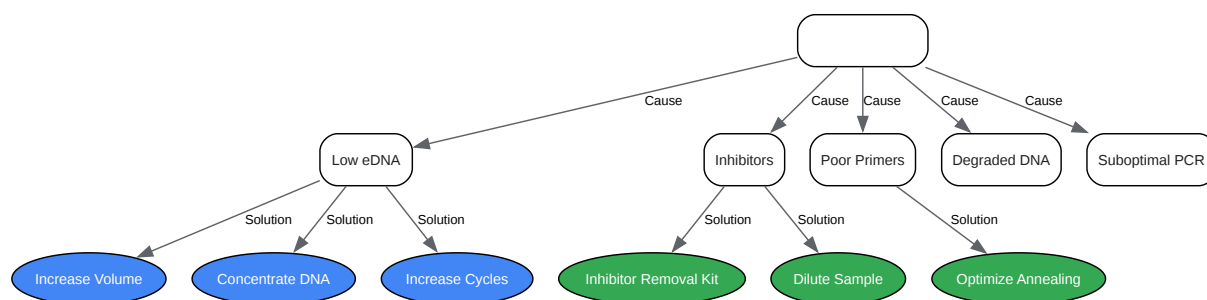 Cause
Cause
Cause
Cause
Cause
Low eDNA
Inhibitors
Poor Primers
Degraded DNA
Suboptimal PCR
Solution
Solution
Solution
Solution
Solution
Solution
Increase Volume
Concentrate DNA
Increase Cycles
Inhibitor Removal Kit
Dilute Sample
Optimize Annealing